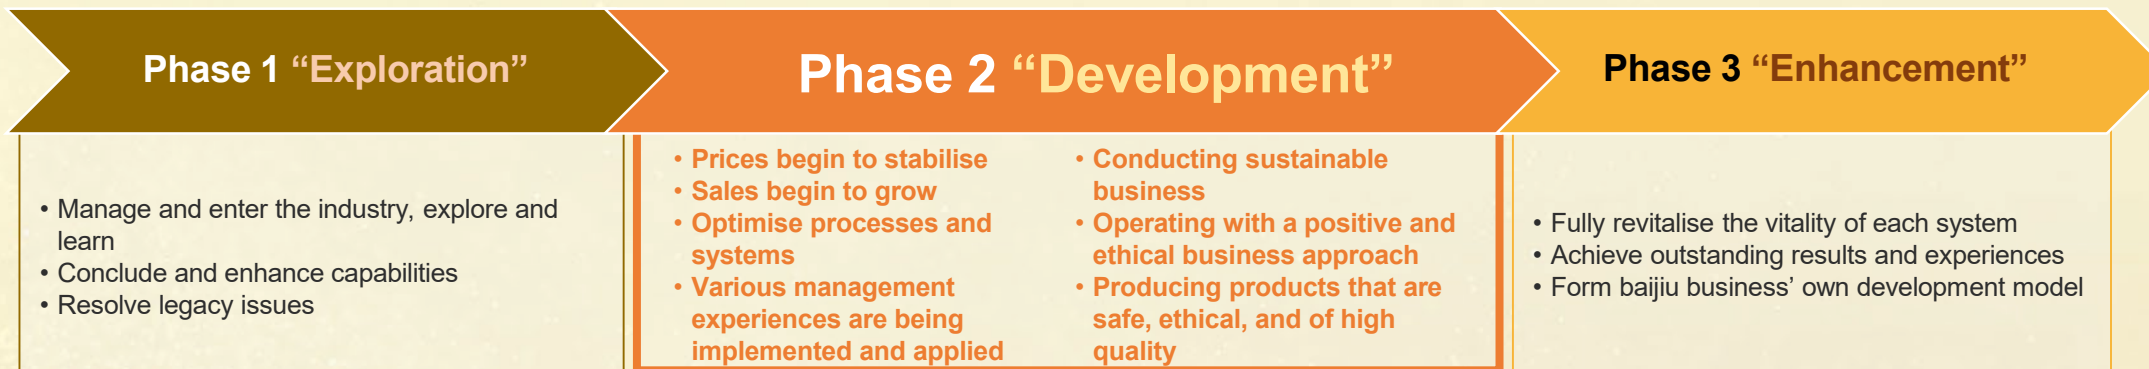 Phase 1 “Exploration”
• Manage and enter the industry, explore and
learn
• Conclude and enhance capabilities
• Resolve legacy issues
Phase 2 “Development”
• Prices begin to stabilise
• Sales begin to grow
• Optimise processes and
systems
• Various management
experiences are being
implemented and applied
• Conducting sustainable
business
• Operating with a positive and
ethical business approach
• Producing products that are
safe, ethical, and of high
quality
Phase 3 “Enhancement”
• Fully revitalise the vitality of each system
• Achieve outstanding results and experiences
• Form baijiu business’ own development model